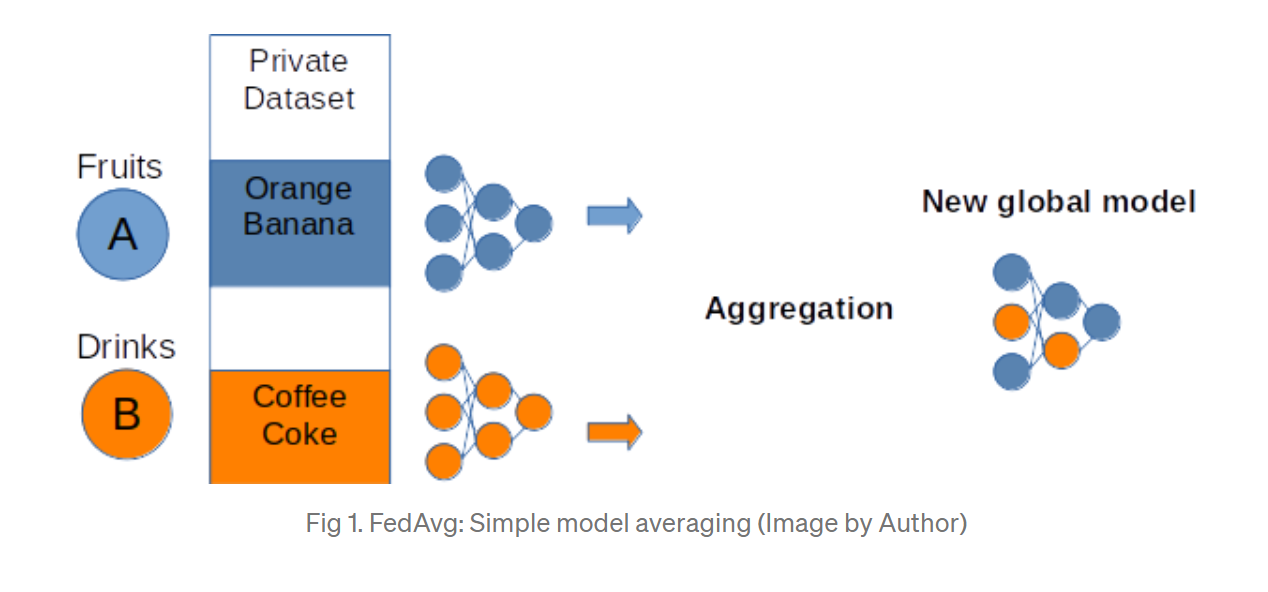 Private
Dataset
Fruits
A
Orange
Banana
Drinks
B
Coffee
Coke
Aggregation
New global model
Fig 1. FedAvg: Simple model averaging (Image by Author)